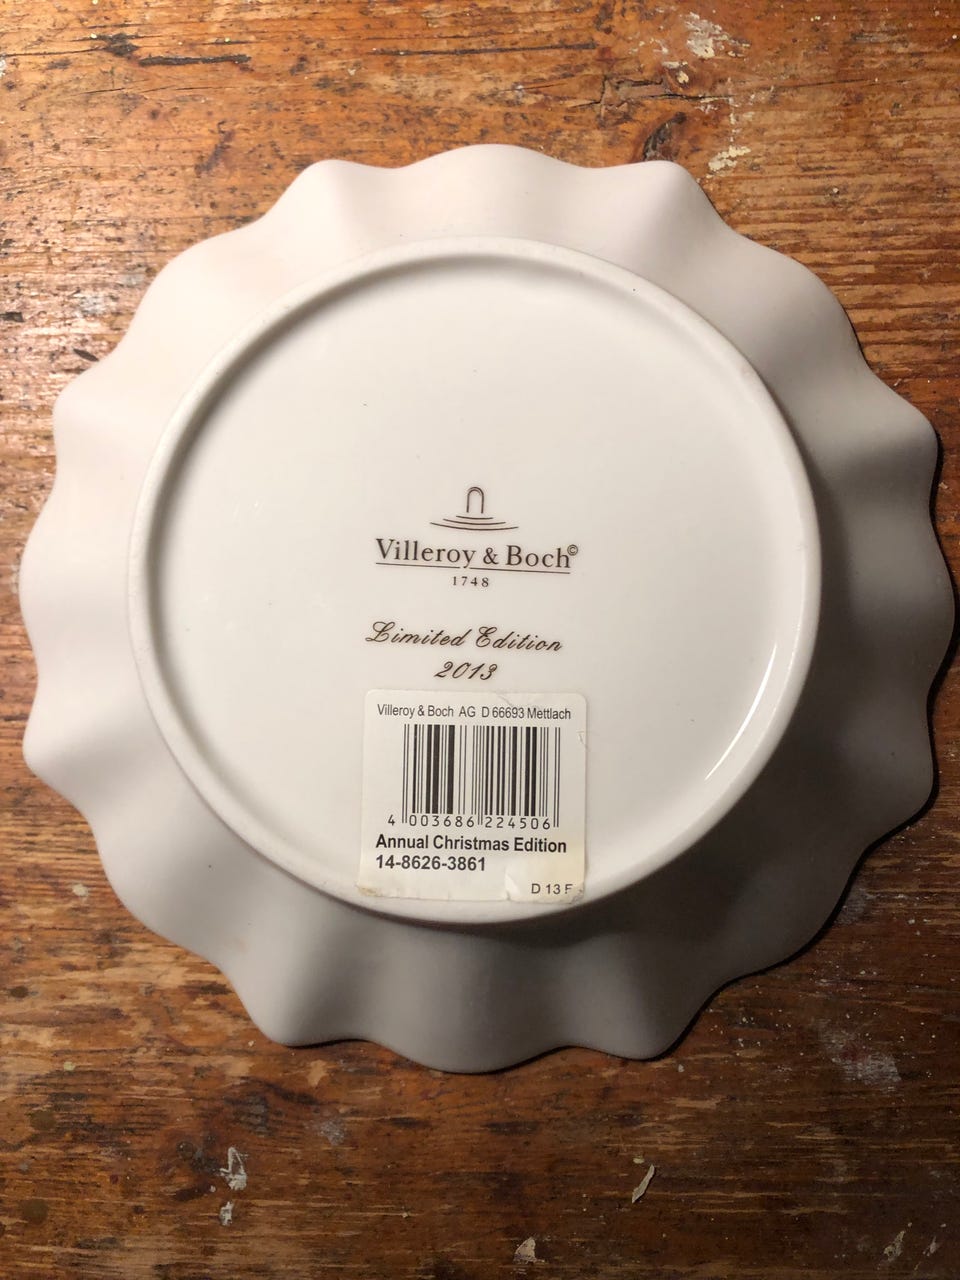 Villeroy & Boch©
1748
Limited Edition
2013
Villeroy & Boch AG D 66693 Mettlach
4 003686 224506
Annual Christmas Edition
14-8626-3861
D 13 F